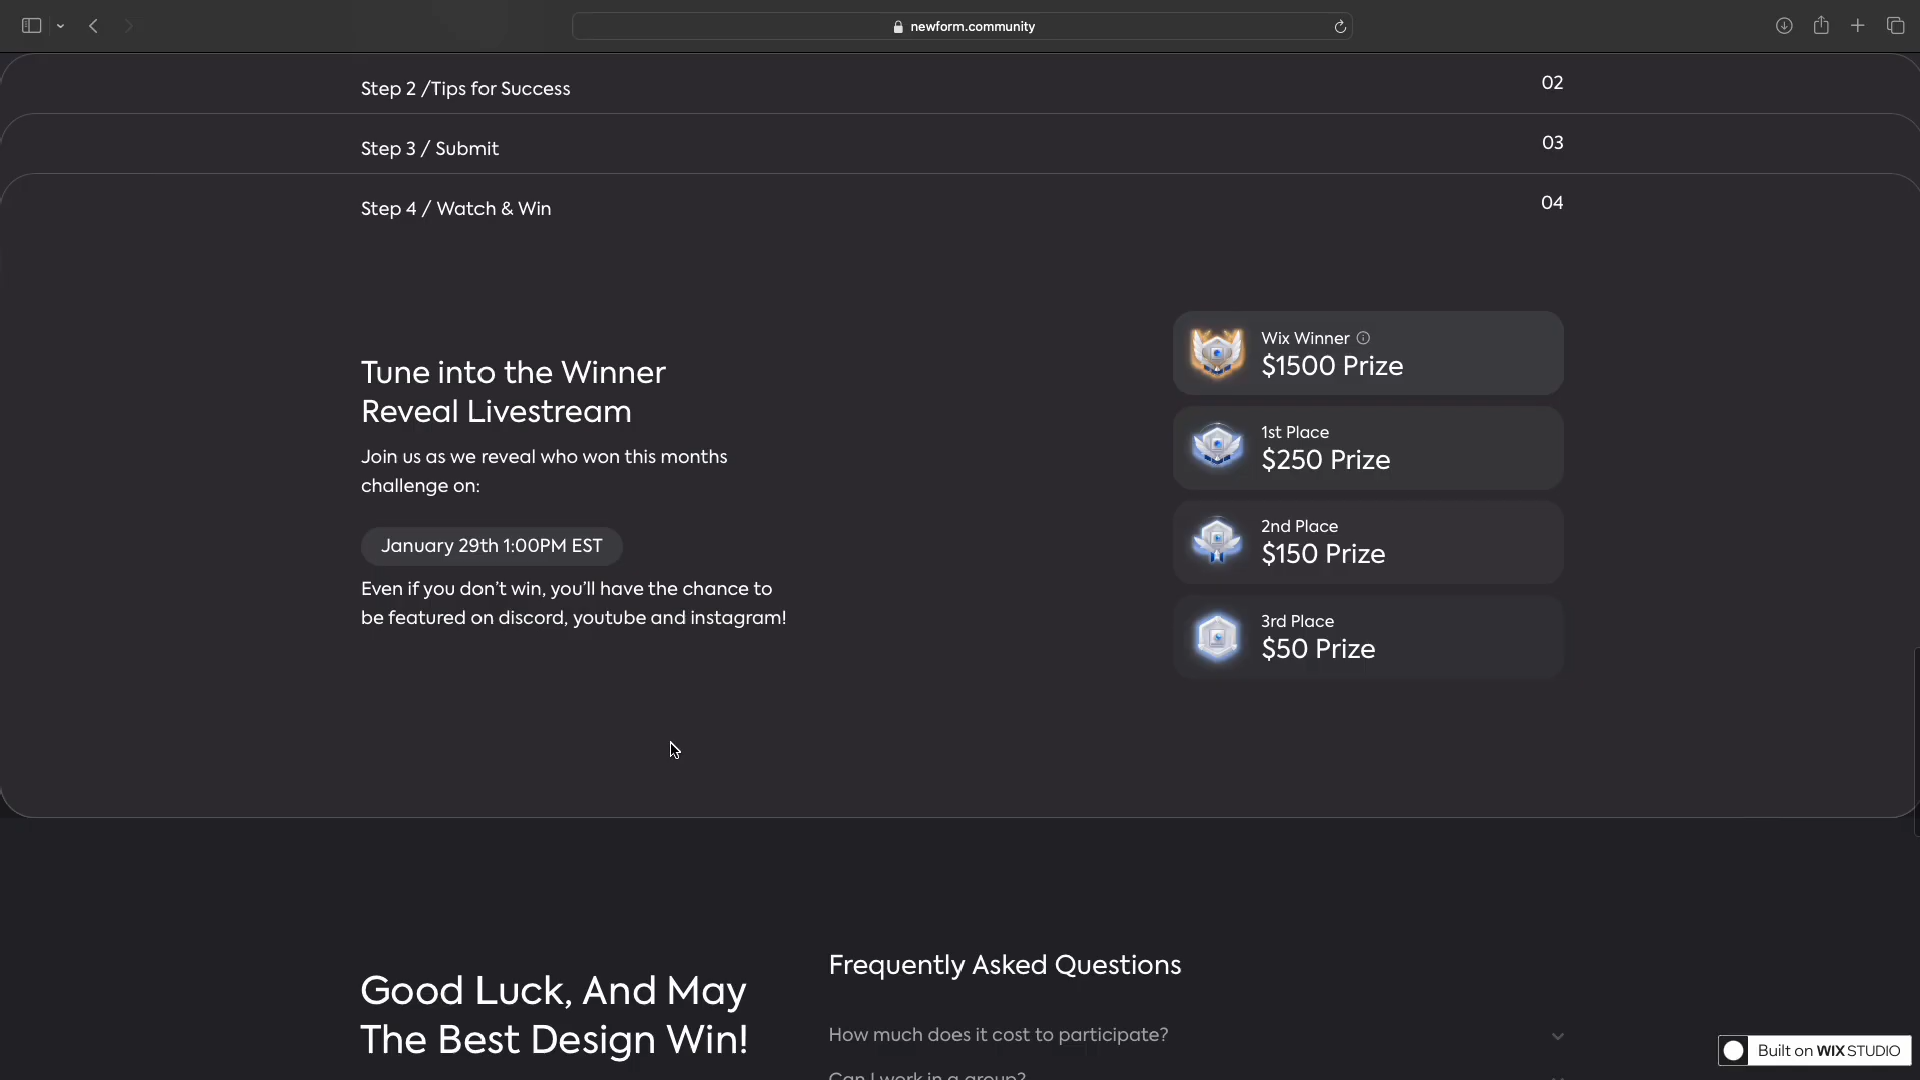 newform.community
Step 2 /Tips for Success
02
Step 3 / Submit
03
Step 4 / Watch & Win
04
Tune into the Winner
Reveal Livestream
Join us as we reveal who won this months
challenge on:
January 29th 1:00PM EST
Even if you don't win, you'll have the chance to
be featured on discord, youtube and instagram!
Wix Winner
$1500 Prize
1st Place
$250 Prize
2nd Place
$150 Prize
3rd Place
$50 Prize
Good Luck, And May
The Best Design Win!
Frequently Asked Questions
How much does it cost to participate?
Can I work in a group?
Built on WIX STUDIO